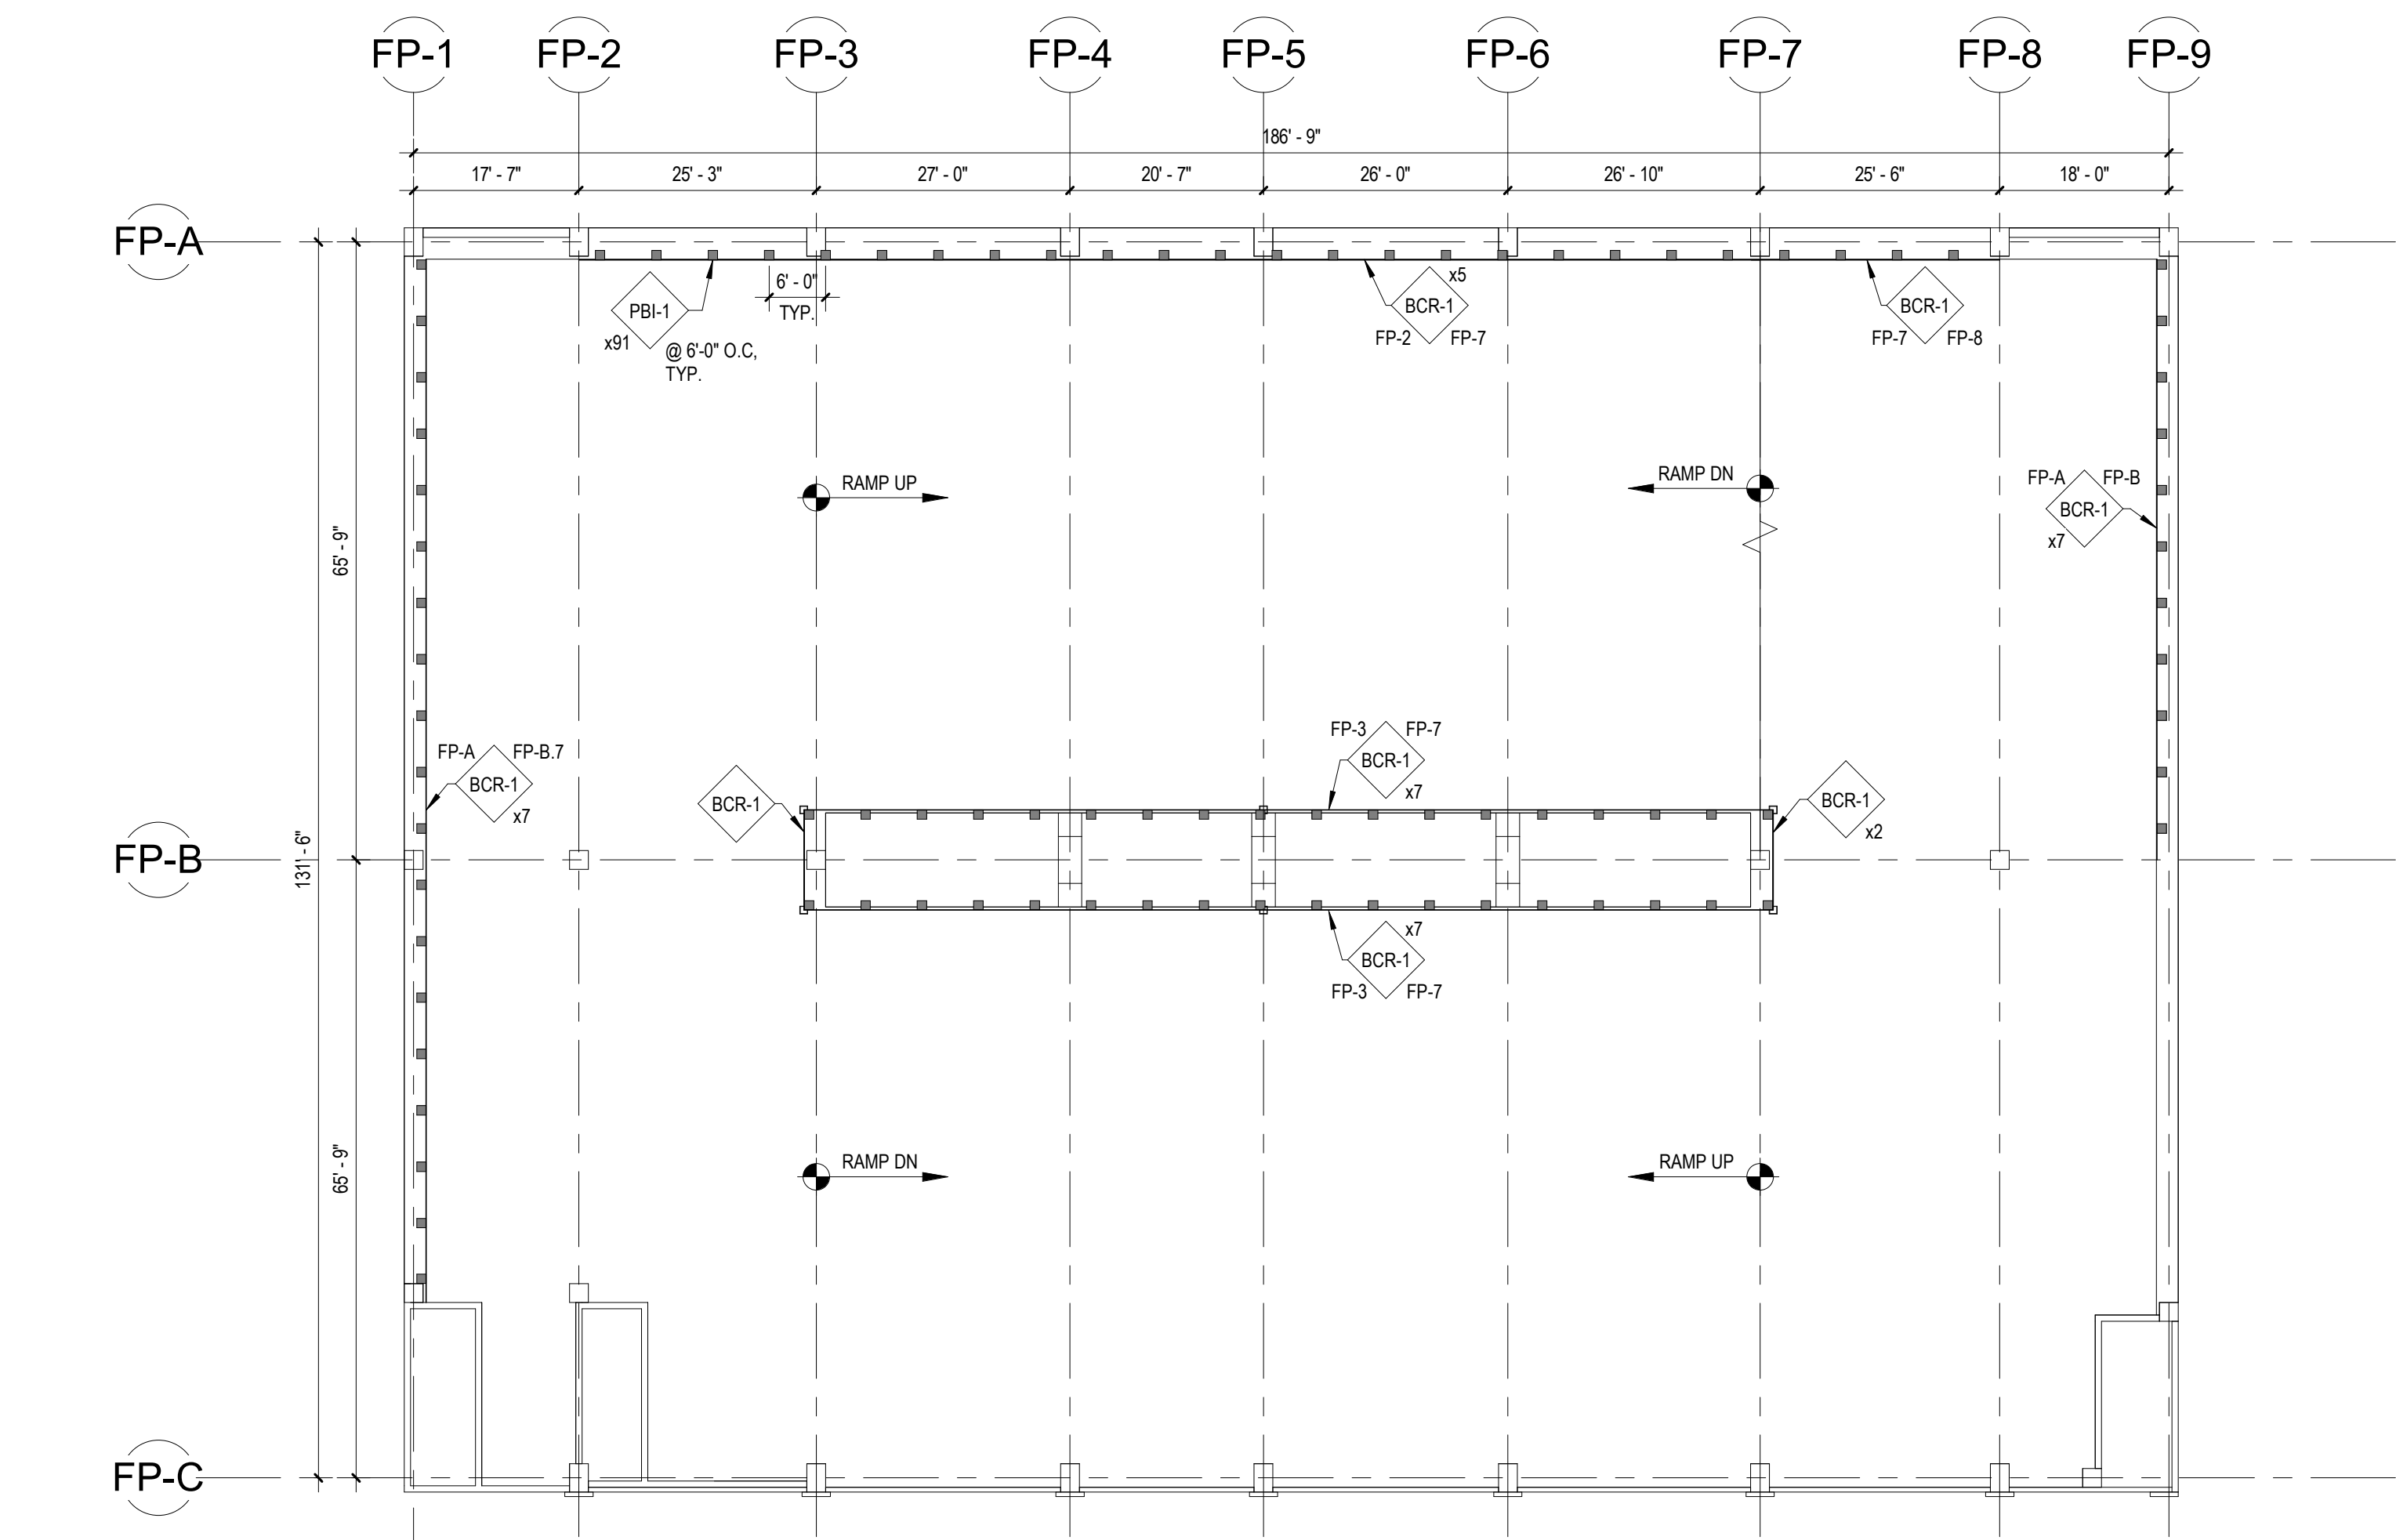 FP-1
FP-2
FP-3
FP-4
FP-5
FP-6
FP-7
FP-8
FP-9
186' - 9"
17' - 7"
25' - 3"
27' - 0"
20' - 7"
26' - 0"
26' - 10"
25' - 6"
18' - 0"
FP-A
6' - 0"
TYP.
PBI-1
x91
@ 6'-0" O.C,
TYP.
x5
BCR-1
FP-2
FP-7
BCR-1
FP-7
FP-8
RAMP UP
RAMP DN
FP-A
FP-B
BCR-1
x7
65' - 9"
FP-A
FP-B.7
BCR-1
x7
BCR-1
FP-3
FP-7
BCR-1
x7
BCR-1
x2
FP-B
131' - 6"
x7
BCR-1
FP-3
FP-7
65' - 9"
RAMP DN
RAMP UP
FP-C